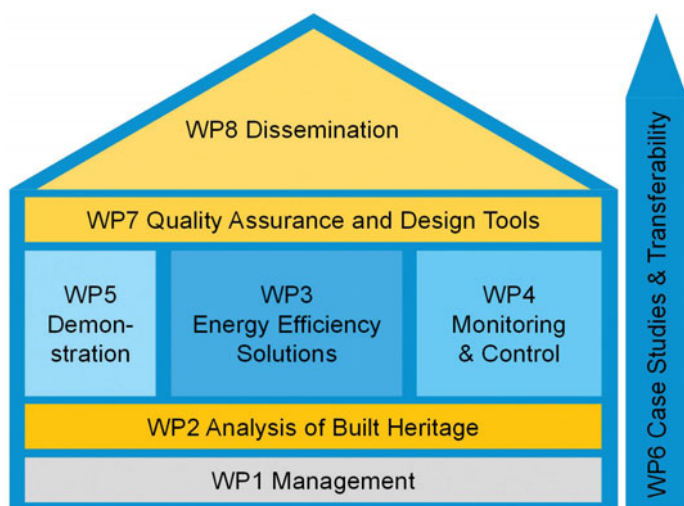 WP8 Dissemination
WP7 Quality Assurance and Design Tools
WP5
Demon-
stration
WP3
Energy Efficiency
Solutions
WP4
Monitoring
& Control
WP2 Analysis of Built Heritage
WP1 Management
WP6 Case Studies & Transferability